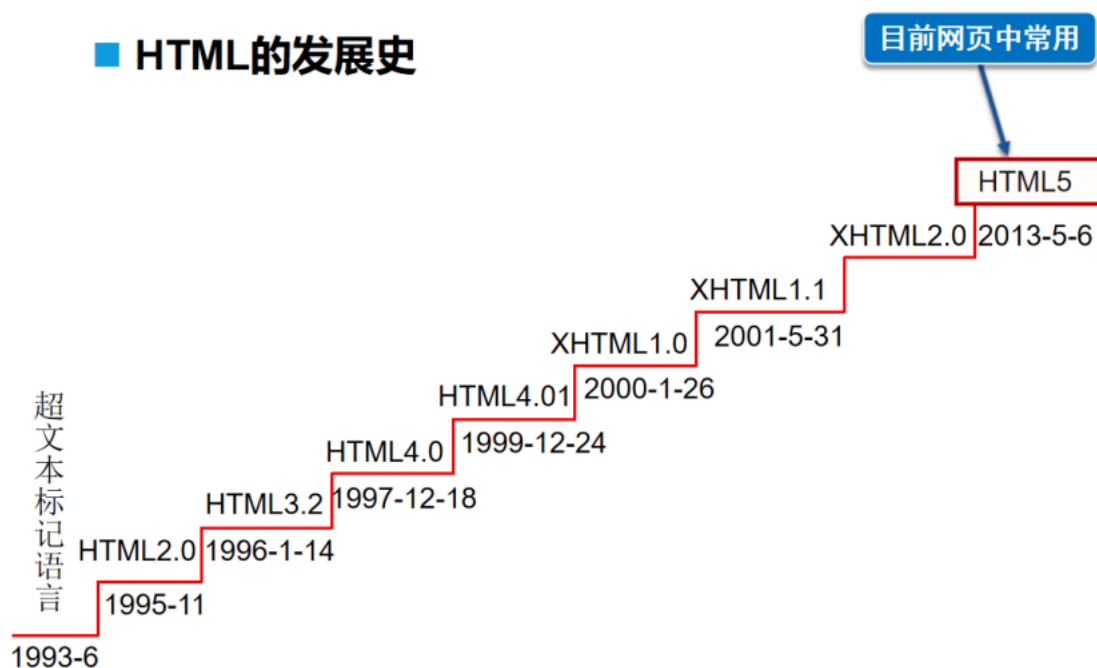 HTML的发展史
目前网页中常用
HTML5
XHTML2.0
2013-5-6
XHTML1.1
2001-5-31
XHTML1.0
2000-1-26
HTML4.01
1999-12-24
HTML4.0
1997-12-18
HTML3.2
1996-1-14
HTML2.0
1995-11
超文本标记语言
1993-6